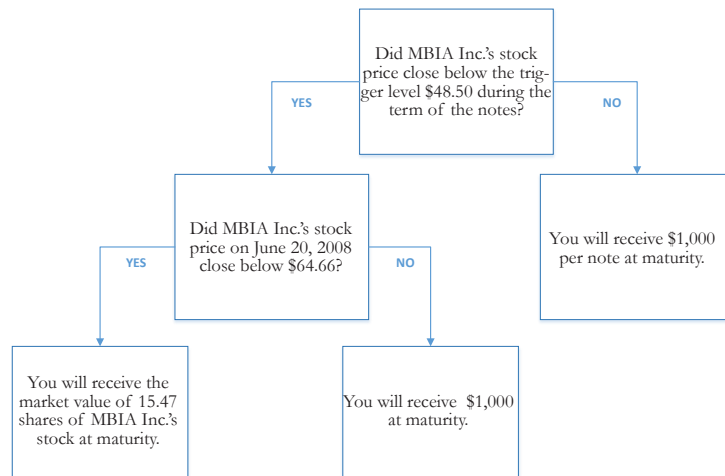 Did MBIA Inc.'s stock
price close below the trig-
ger level $48.50 during the
term of the notes?
YES
NO
Did MBIA Inc.'s stock
price on June 20, 2008
close below $64.66?
You will receive $1,000
per note at maturity.
YES
NO
You will receive the
market value of 15.47
shares of MBIA Inc.'s
stock at maturity.
You will receive $1,000
at maturity.